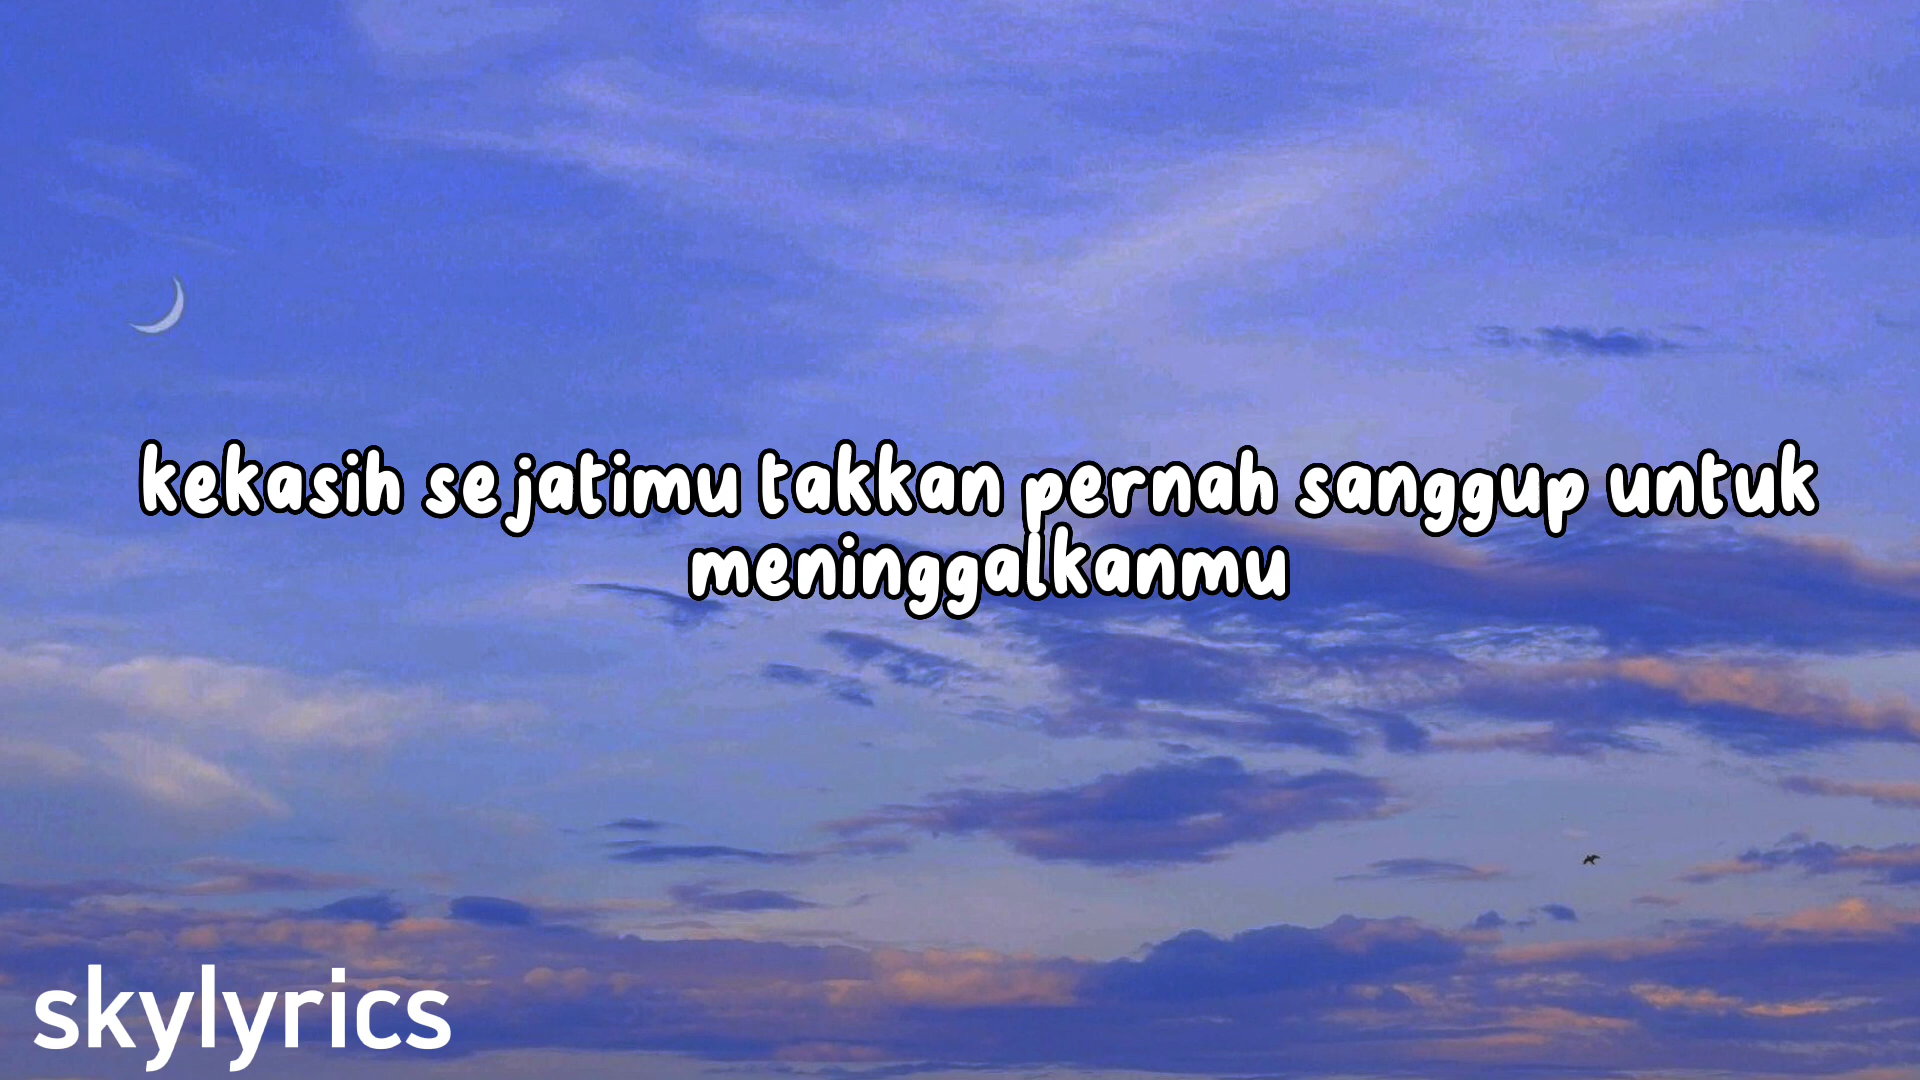 kekasih sejatimu takkan pernah sanggup untuk
meninggalkanmu
skylyrics